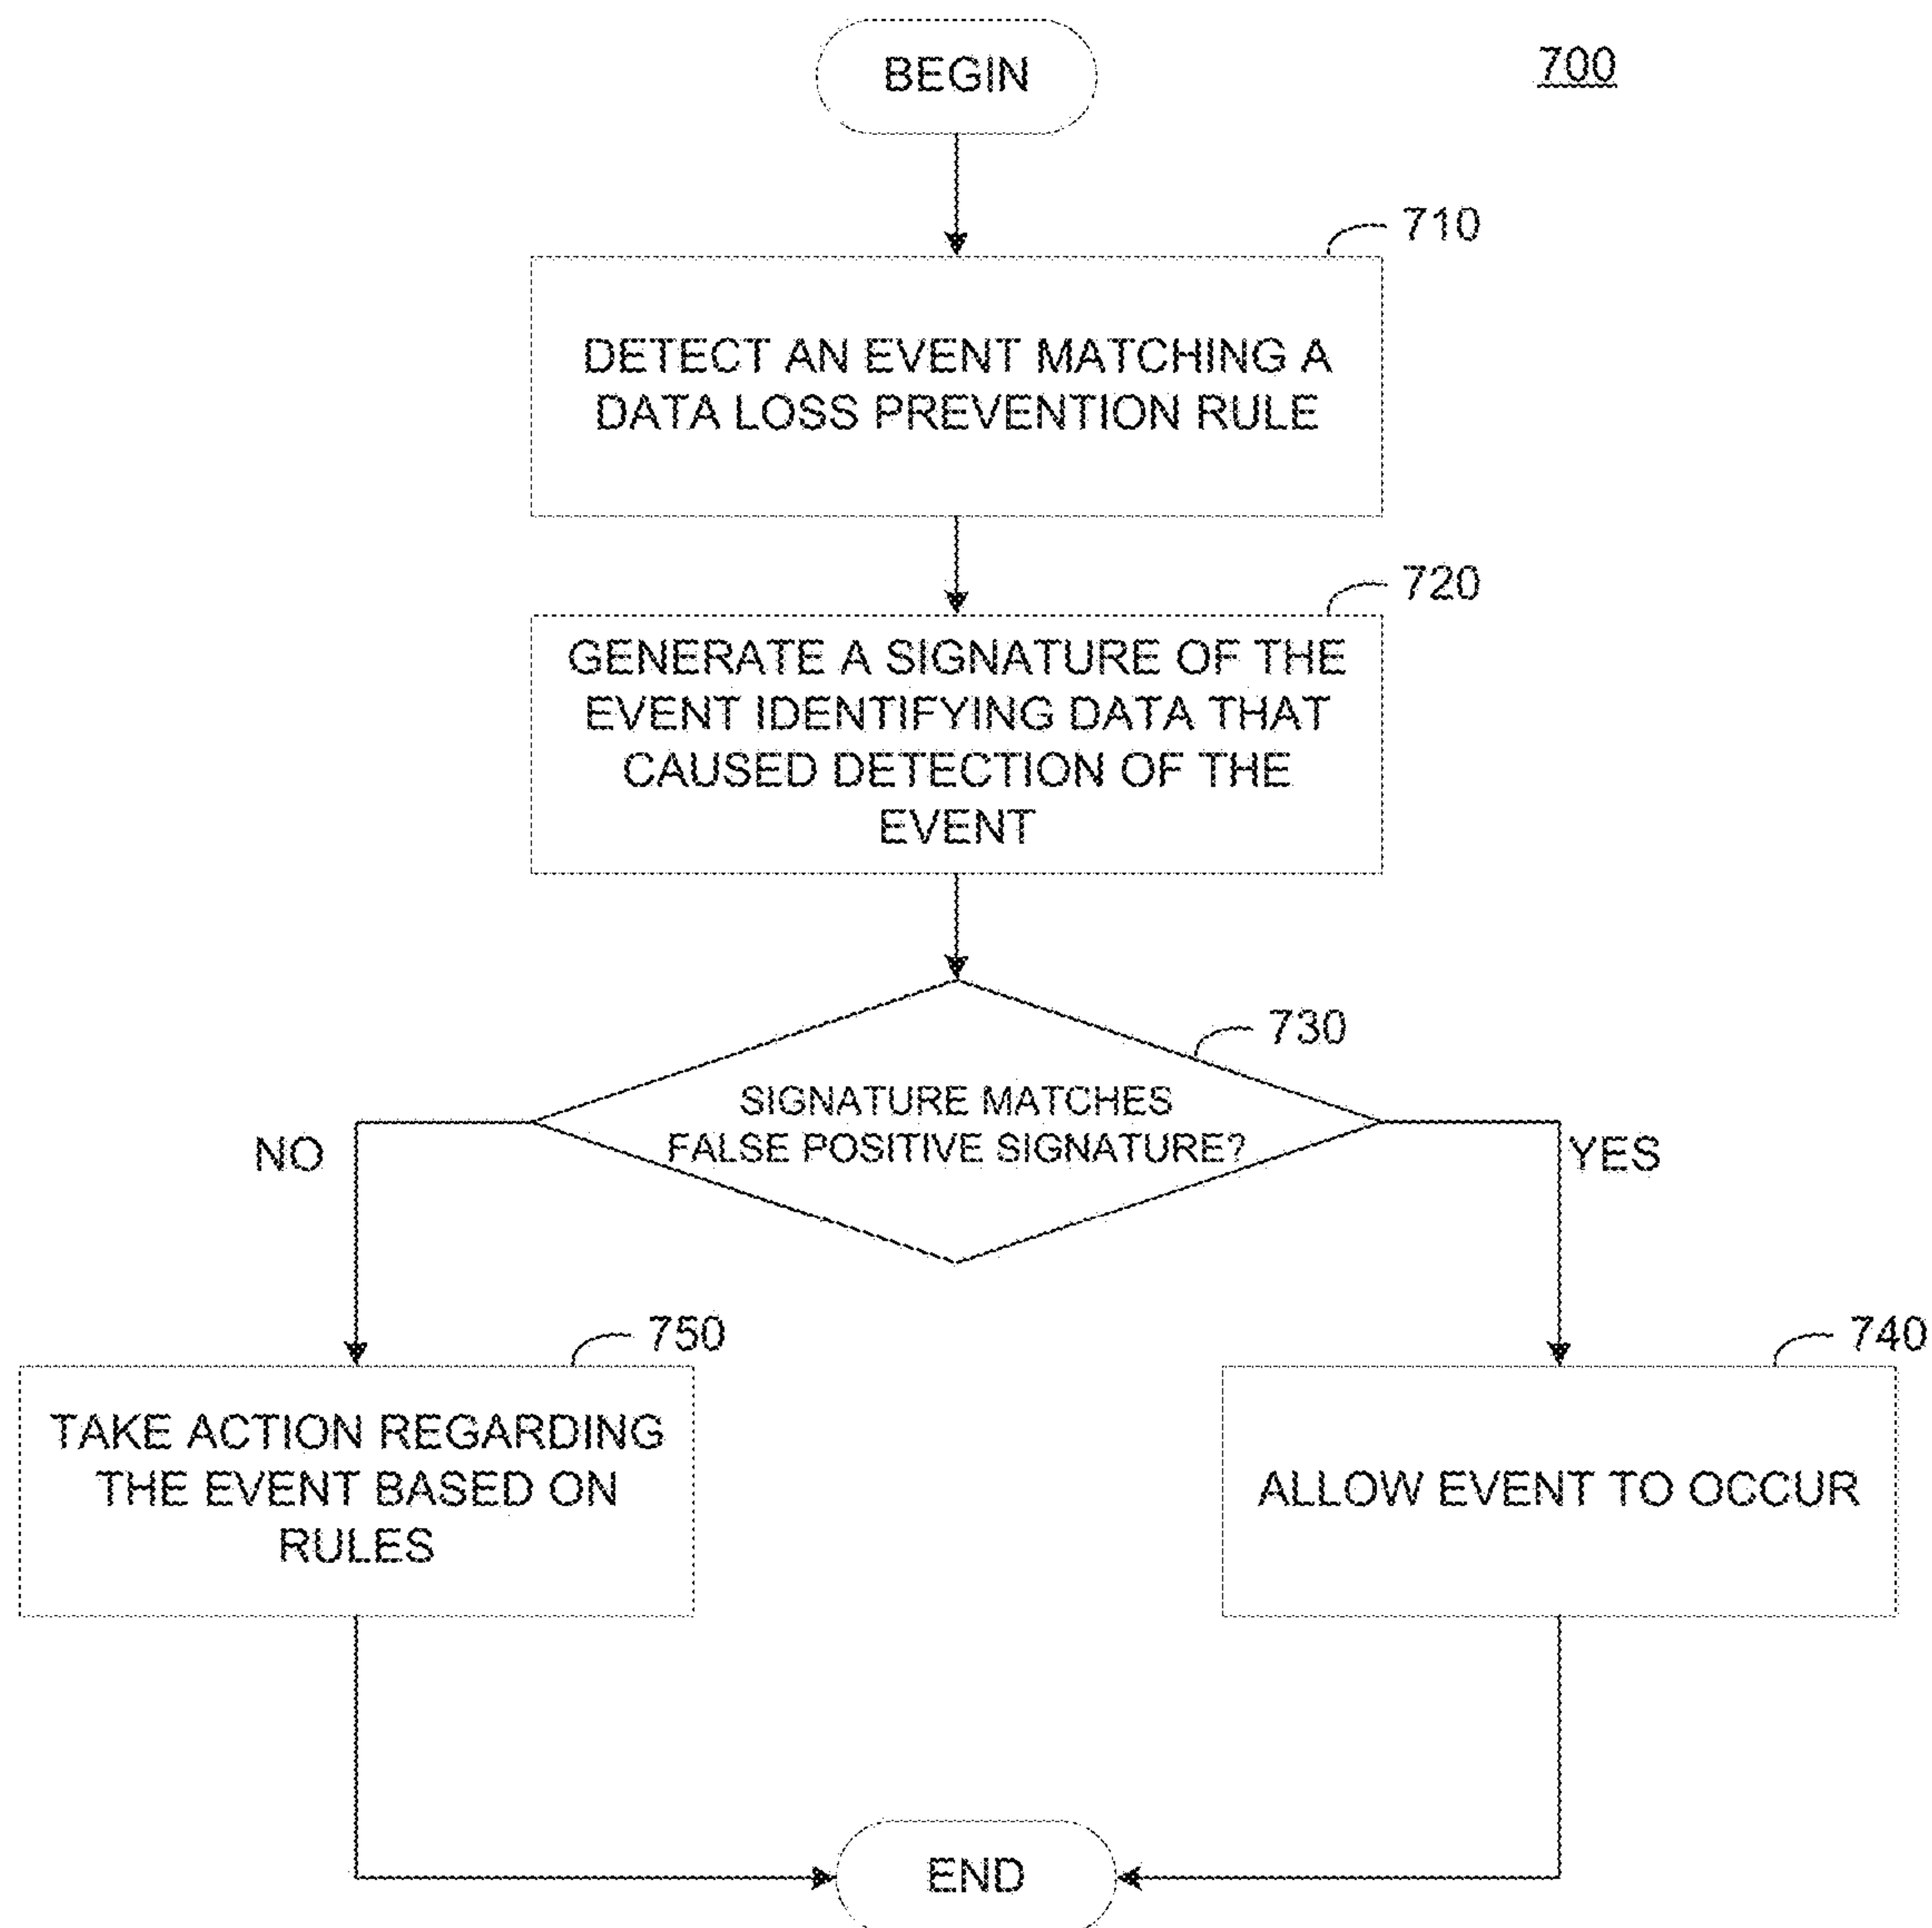 BEGIN
700
710
DETECT AN EVENT MATCHING A
DATA LOSS PREVENTION RULE
720
GENERATE A SIGNATURE OF THE
EVENT IDENTIFYING DATA THAT
CAUSED DETECTION OF THE
EVENT
730
SIGNATURE MATCHES
FALSE POSITIVE SIGNATURE?
NO
YES
750
TAKE ACTION REGARDING
THE EVENT BASED ON
RULES
740
ALLOW EVENT TO OCCUR
END